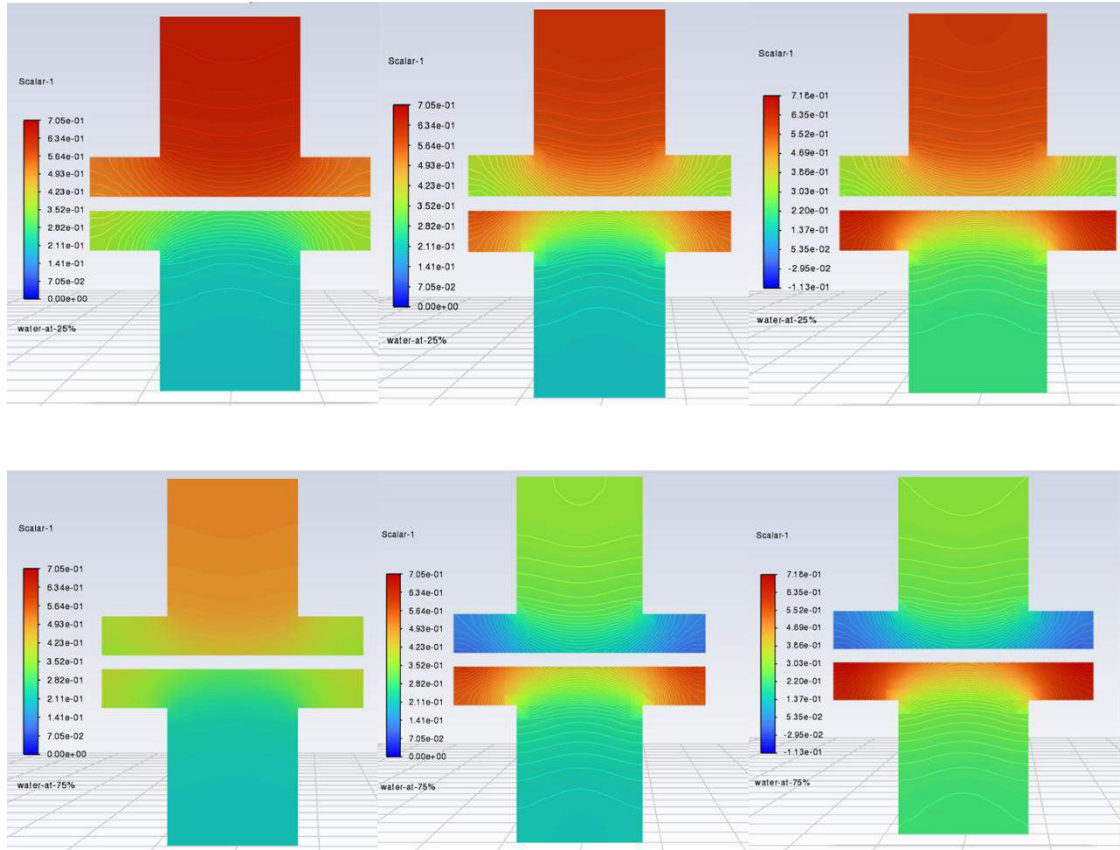 Scalar-1
7.05e-01
6.34e-01
5.64e-01
4.93e-01
4.23e-01
3.52e-01
2.82e-01
2.11e-01
1.41e-01
7.05e-02
0.00e+00
water-at-25%
Scalar-1
7.05e-01
6.34e-01
5.64e-01
4.93e-01
4.23e-01
3.52e-01
2.82e-01
2.11e-01
1.41e-01
7.05e-02
0.00e+00
water-at-25%
Scalar-1
7.18e-01
6.35e-01
5.52e-01
4.69e-01
3.86e-01
3.03e-01
2.20e-01
1.37e-01
5.35e-02
-2.95e-02
-1.13e-01
water-at-25%
Scalar-1
7.05e-01
6.34e-01
5.64e-01
4.93e-01
4.23e-01
3.52e-01
2.82e-01
2.11e-01
1.41e-01
7.05e-02
0.00e+00
water-at-75%
Scalar-1
7.05e-01
6.34e-01
5.64e-01
4.93e-01
4.23e-01
3.52e-01
2.82e-01
2.11e-01
1.41e-01
7.05e-02
0.00e+00
water-at-75%
Scalar-1
7.18e-01
6.35e-01
5.52e-01
4.69e-01
3.86e-01
3.03e-01
2.20e-01
1.37e-01
5.35e-02
-2.95e-02
-1.13e-01
water-at-75%